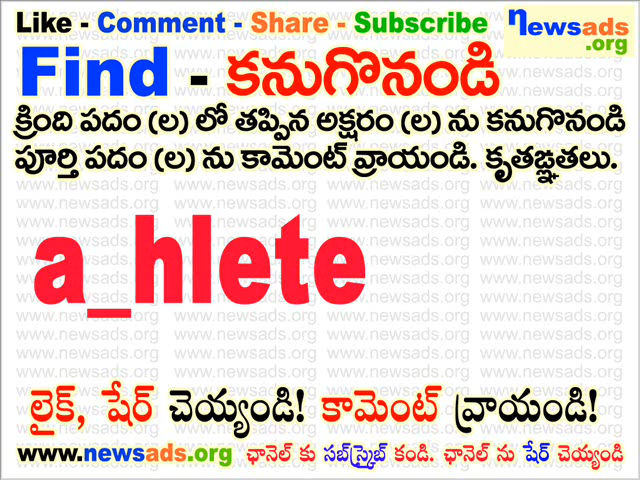 Like - Comment - Share - Subscribe
newsads
.org
Find - కనుగొనండి
క్రింది పదం (ల) లో తప్పిన అక్షరం (ల) ను కనుగొనండి
పూర్తి పదం (ల) ను కామెంట్ వ్రాయండి. కృతజ్ఞతలు.
a_hlete
లైక్, షేర్ చెయ్యండి! కామెంట్ వ్రాయండి!
www.newsads.org ఛానెల్ కు సబ్‌స్క్రైబ్ కండి. ఛానెల్ ను షేర్ చెయ్యండి